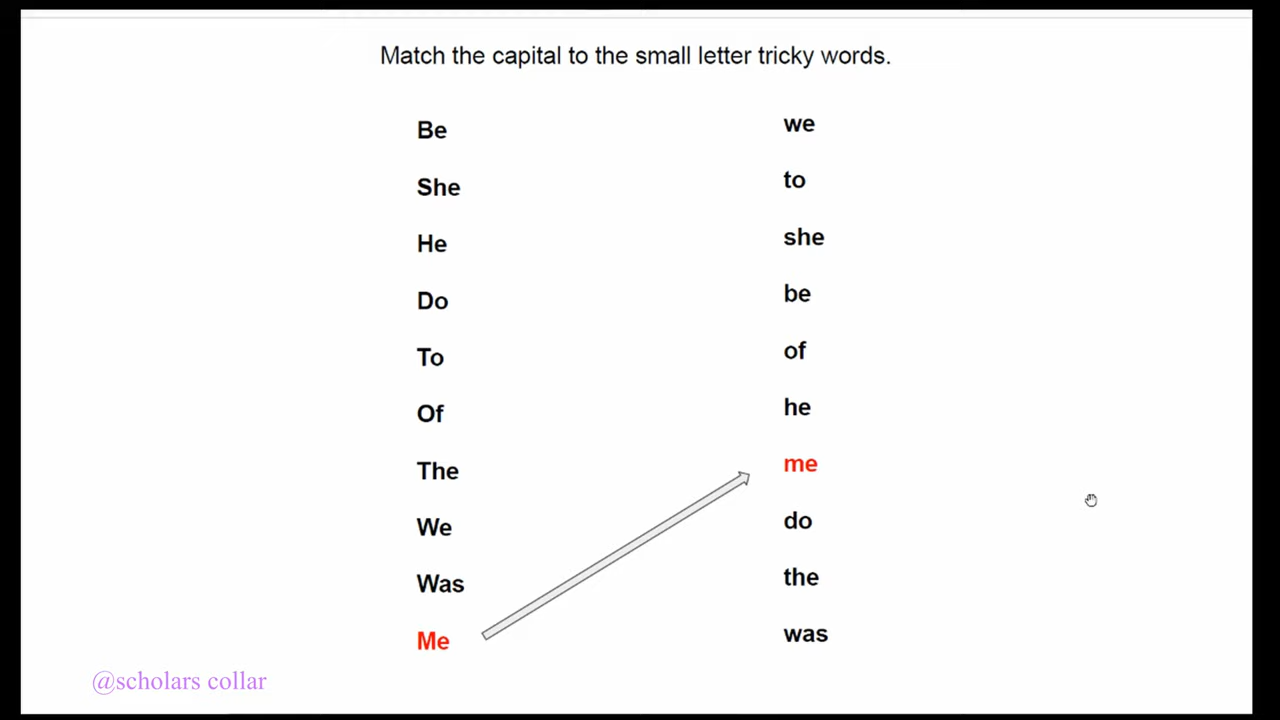 Match the capital to the small letter tricky words.
Be we
She to
He she
Do be
To of
Of he
The me
We do
Was the
Me was
@scholars collar